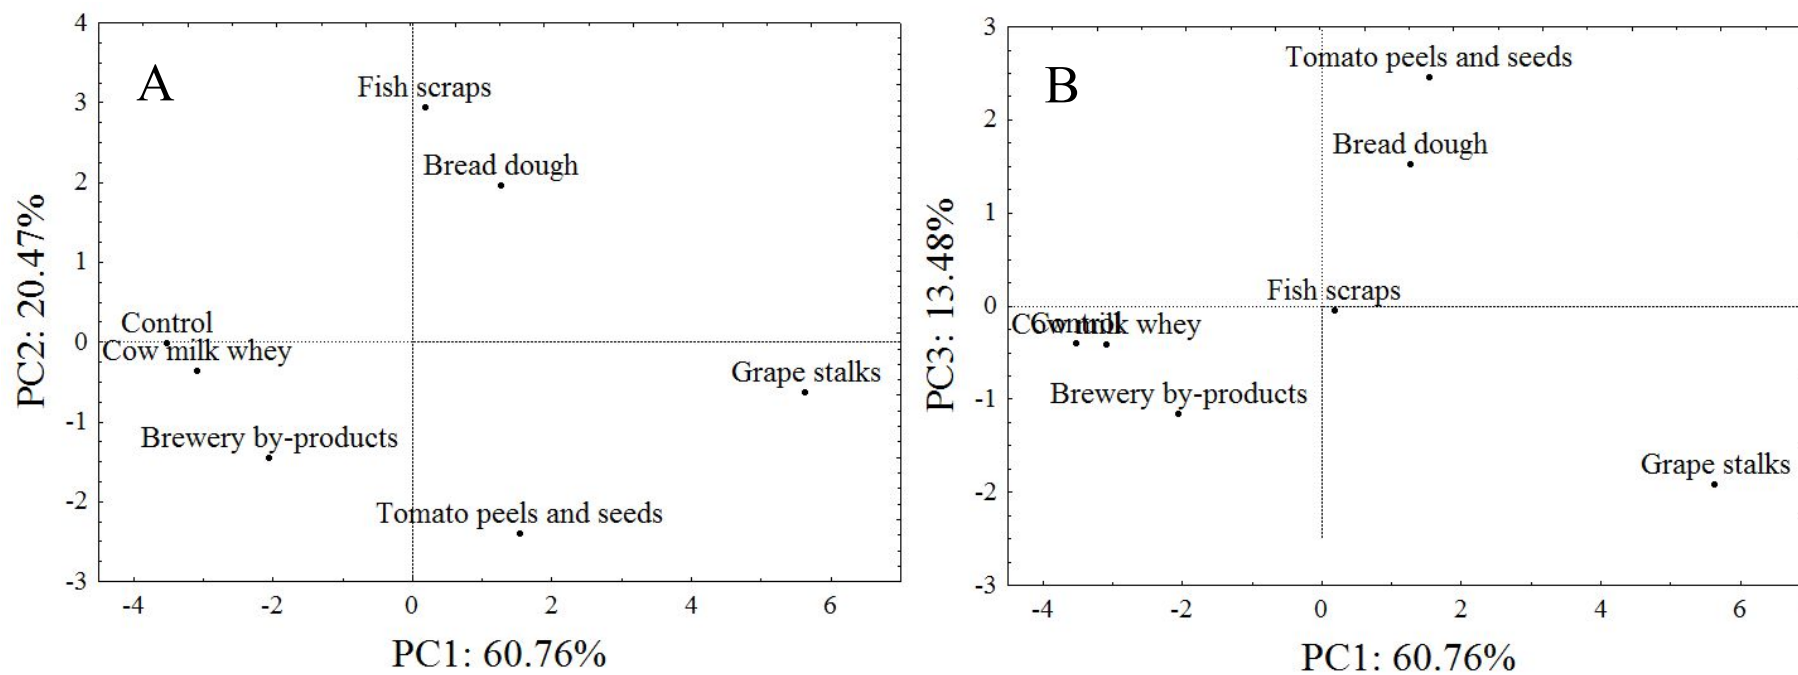 A
4
3
2
1
0
-1
-2
-3
PC2: 20.47%
Fish scraps
Bread dough
Control
Cow milk whey
Grape stalks
Brewery by-products
Tomato peels and seeds
-4
-2
0
2
4
6
PC1: 60.76%
B
3
2
1
0
-1
-2
-3
PC3: 13.48%
Tomato peels and seeds
Bread dough
Fish scraps
Control
Cow milk whey
Brewery by-products
Grape stalks
-4
-2
0
2
4
6
PC1: 60.76%